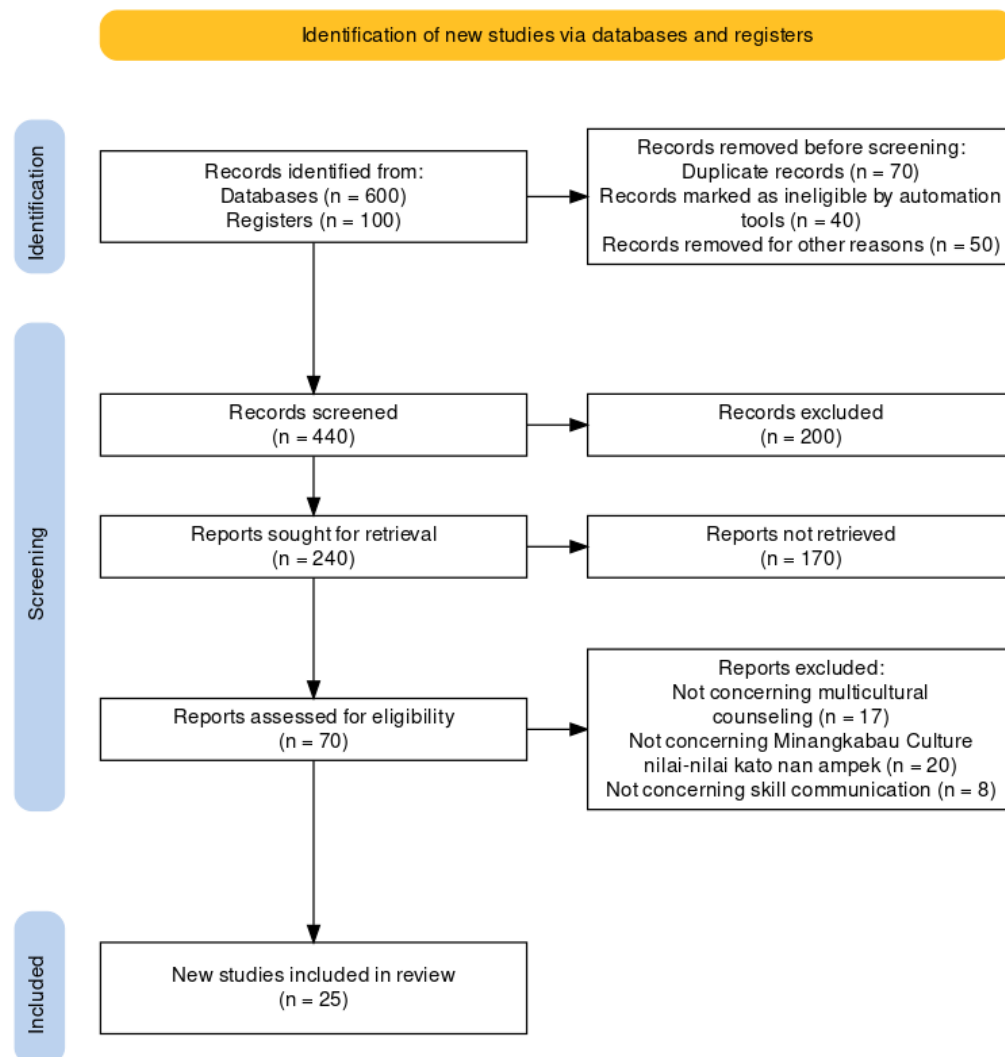 Identification of new studies via databases and registers
Identification
Records identified from:
Databases (n = 600)
Registers (n = 100)
Records removed before screening:
Duplicate records (n = 70)
Records marked as ineligible by automation
tools (n = 40)
Records removed for other reasons (n = 50)
Screening
Records screened
(n = 440)
Records excluded
(n = 200)
Reports sought for retrieval
(n = 240)
Reports not retrieved
(n = 170)
Reports assessed for eligibility
(n = 70)
Reports excluded:
Not concerning multicultural
counseling (n = 17)
Not concerning Minangkabau Culture
nilai-nilai kato nan ampek (n = 20)
Not concerning skill communication (n = 8)
Included
New studies included in review
(n = 25)